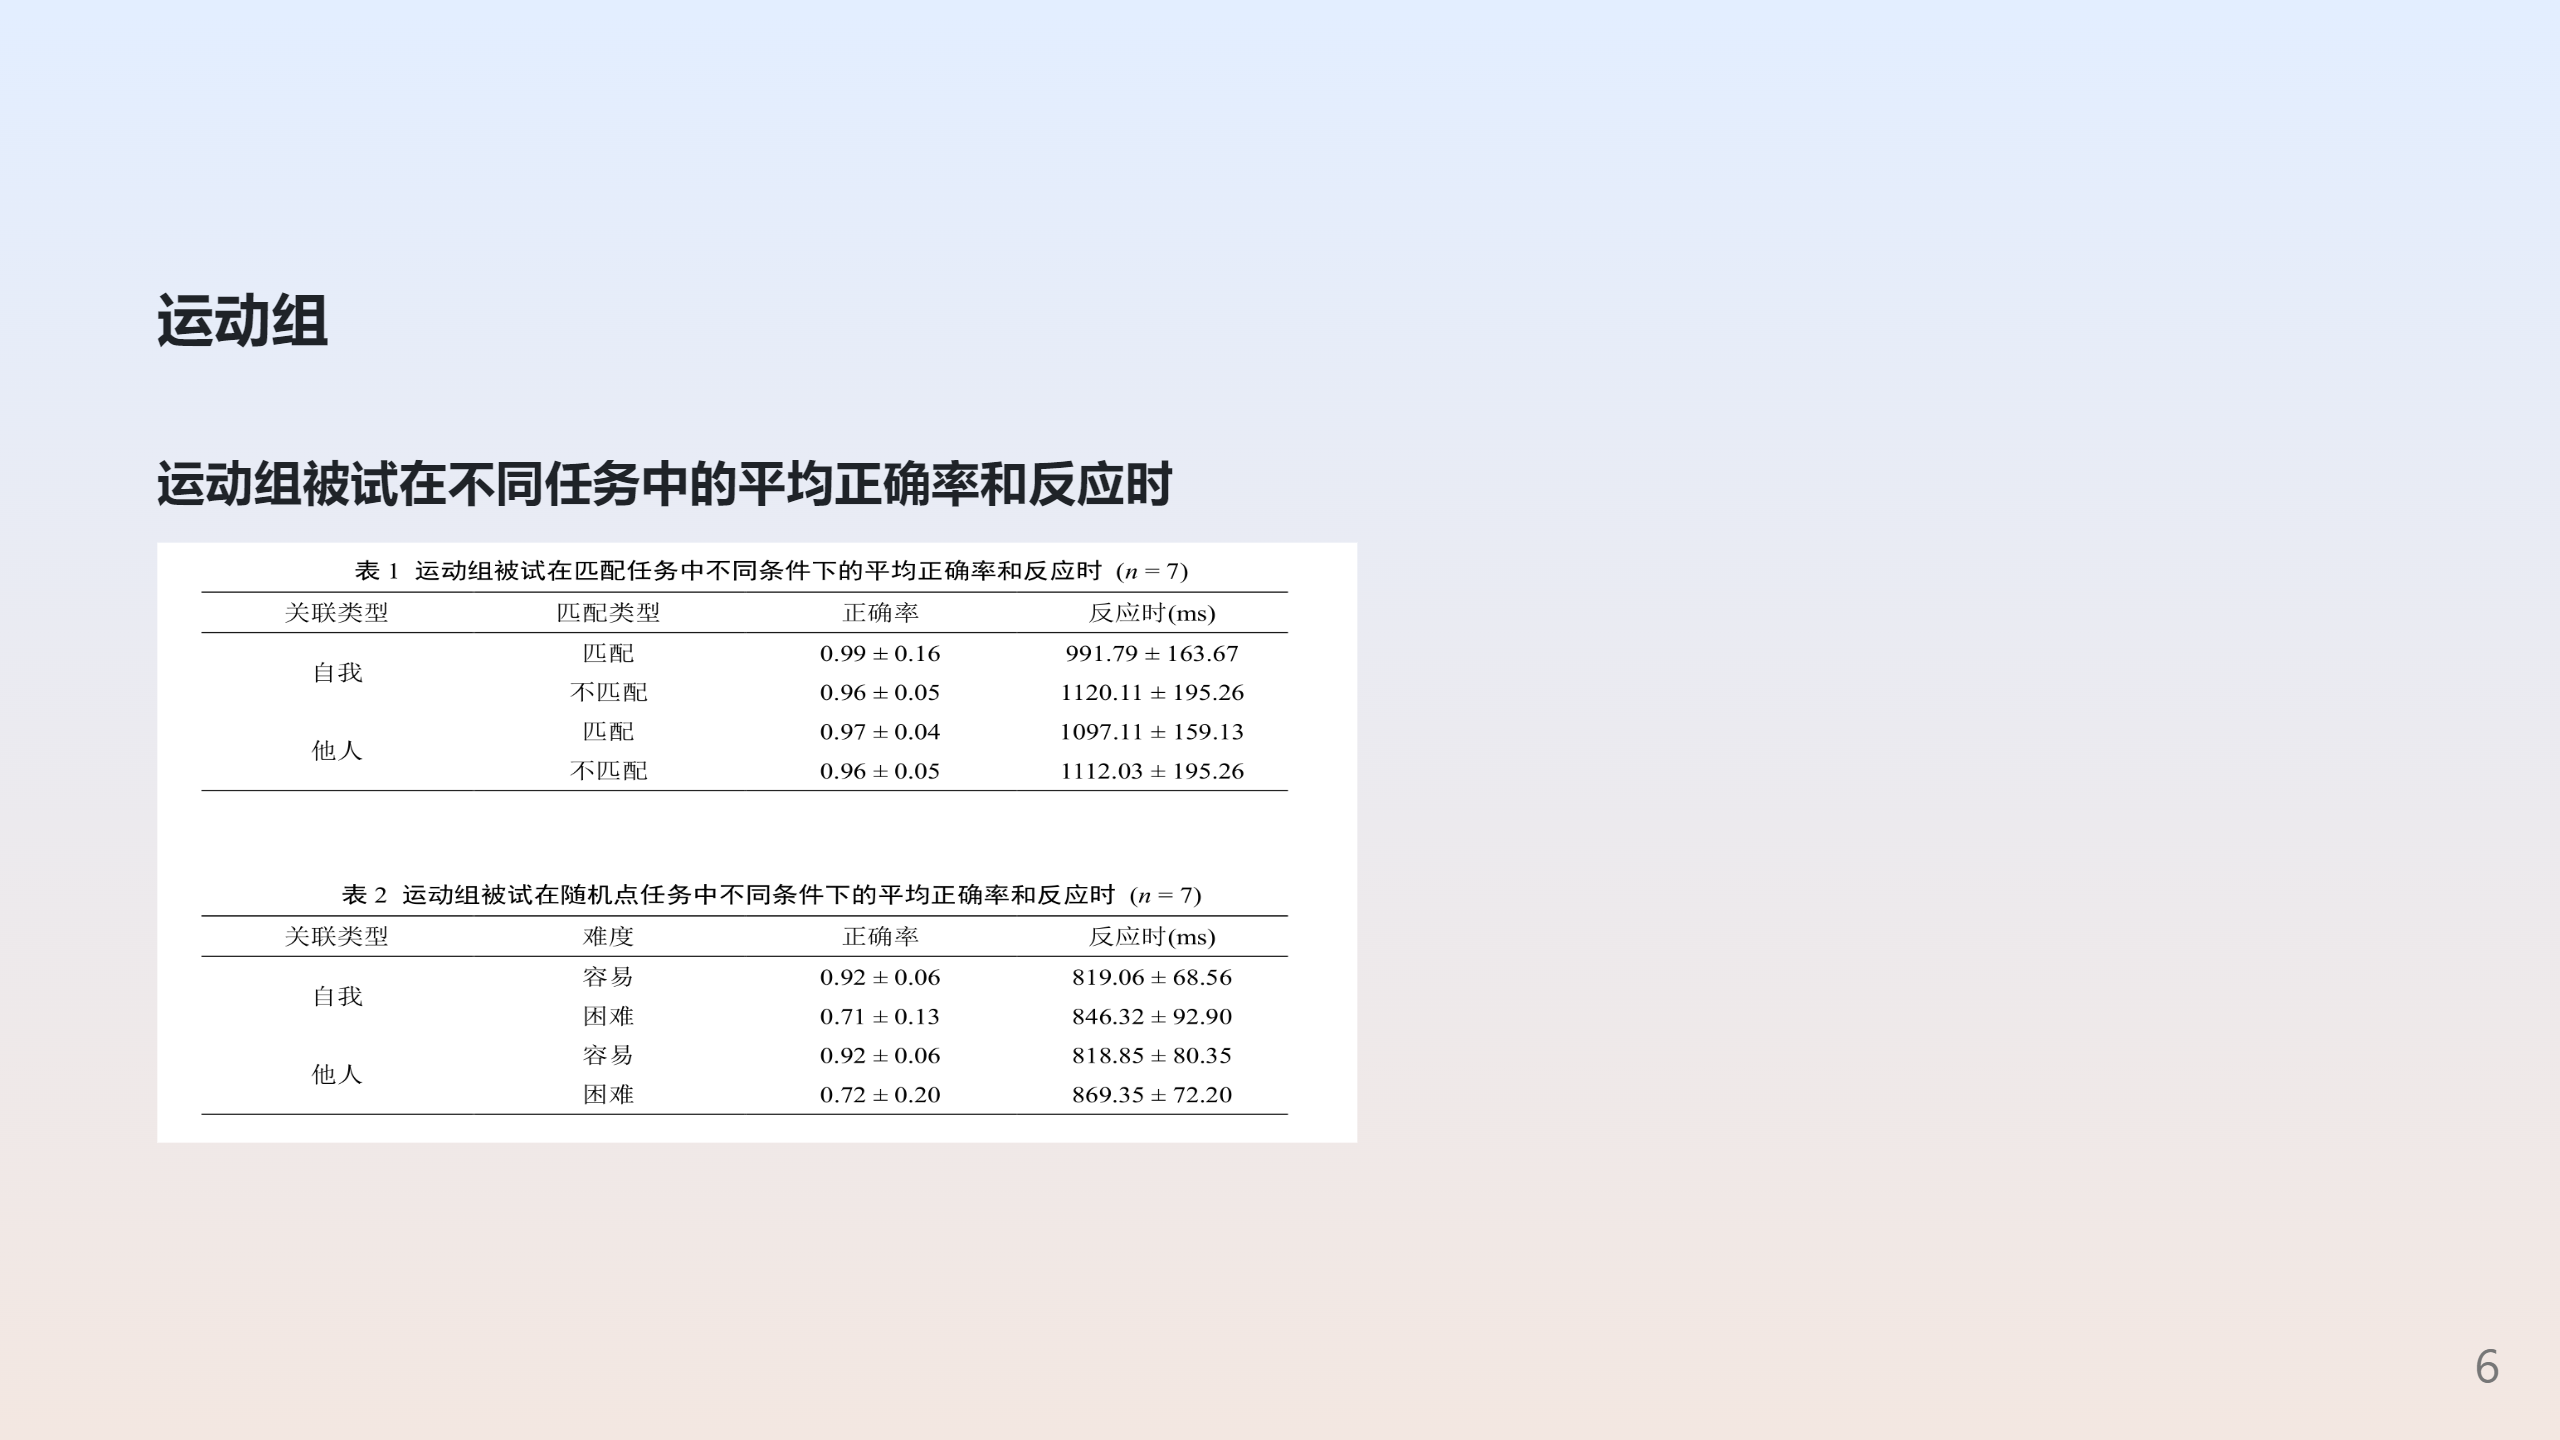 运动组
运动组被试在不同任务中的平均正确率和反应时
表 1 运动组被试在匹配任务中不同条件下的平均正确率和反应时 (n = 7)
关联类型 匹配类型 正确率 反应时(ms)
自我 匹配 0.99 ± 0.16 991.79 ± 163.67
不匹配 0.96 ± 0.05 1120.11 ± 195.26
他人 匹配 0.97 ± 0.04 1097.11 ± 159.13
不匹配 0.96 ± 0.05 1112.03 ± 195.26
表 2 运动组被试在随机点任务中不同条件下的平均正确率和反应时 (n = 7)
关联类型 难度 正确率 反应时(ms)
自我 容易 0.92 ± 0.06 819.06 ± 68.56
困难 0.71 ± 0.13 846.32 ± 92.90
他人 容易 0.92 ± 0.06 818.85 ± 80.35
困难 0.72 ± 0.20 869.35 ± 72.20
6